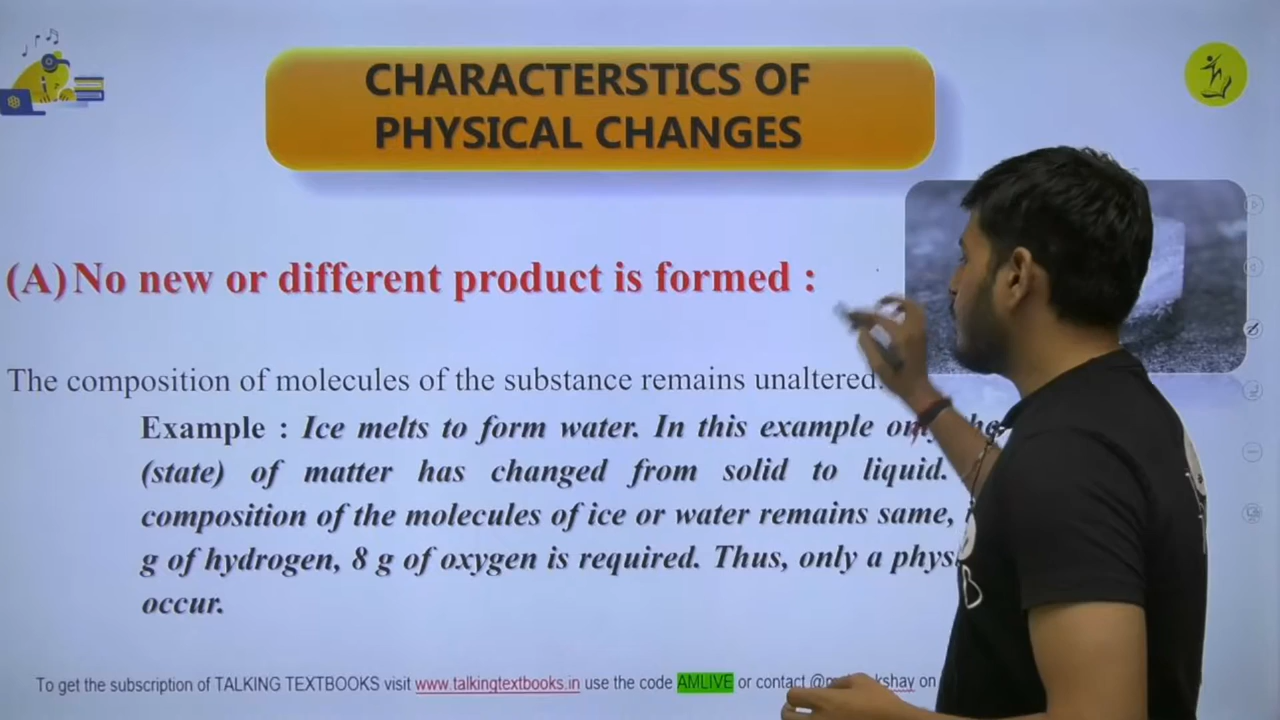 CHARACTERSTICS OF
PHYSICAL CHANGES
(A) No new or different product is formed :
The composition of molecules of the substance remains unaltered.
Example : Ice melts to form water. In this example
(state) of matter has changed from solid to liquid.
composition of the molecules of ice or water remains same,
g of hydrogen, 8 g of oxygen is required. Thus, only a
occur.
To get the subscription of TALKING TEXTBOOKS visit www.talkingtextbooks.in use the code AMLIVE or contact on